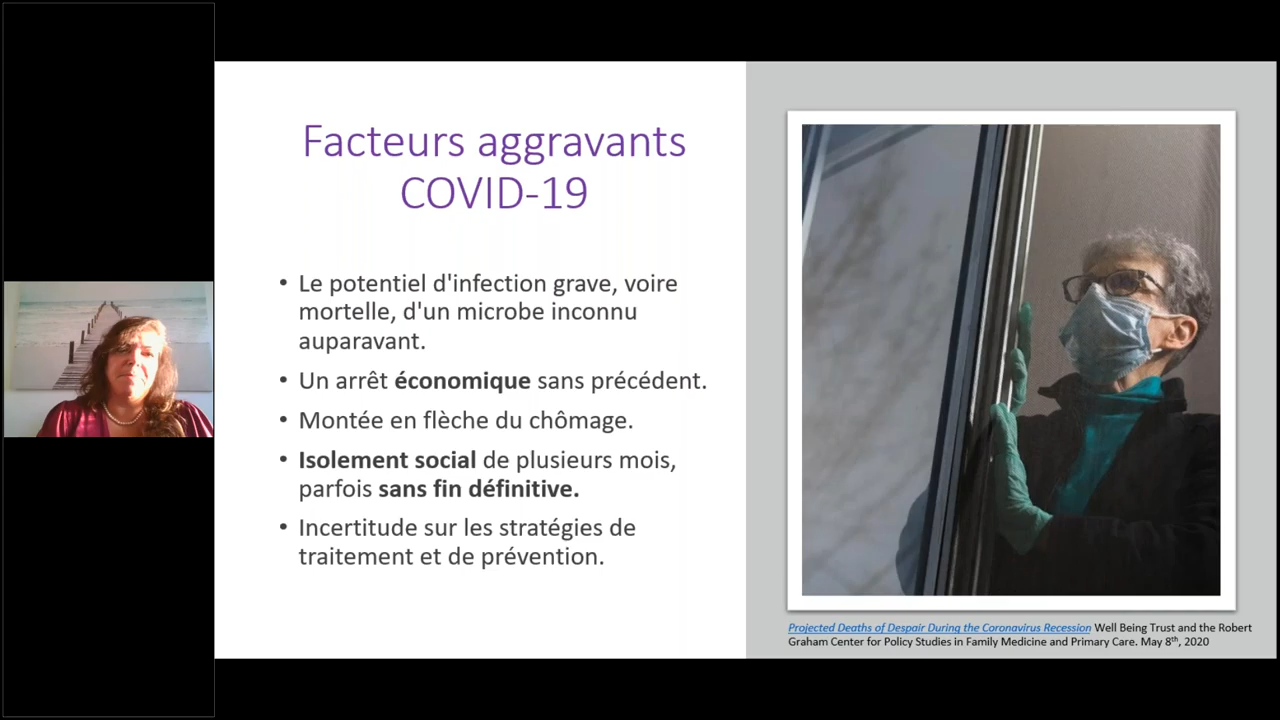 Facteurs aggravants
COVID-19
• Le potentiel d'infection grave, voire
mortelle, d'un microbe inconnu
auparavant.
• Un arrêt économique sans précédent.
• Montée en flèche du chômage.
• Isolement social de plusieurs mois,
parfois sans fin définitive.
• Incertitude sur les stratégies de
traitement et de prévention.
Projected Deaths of Despair During the Coronavirus Recession Well Being Trust and the Robert
Graham Center for Policy Studies in Family Medicine and Primary Care. May 8th, 2020